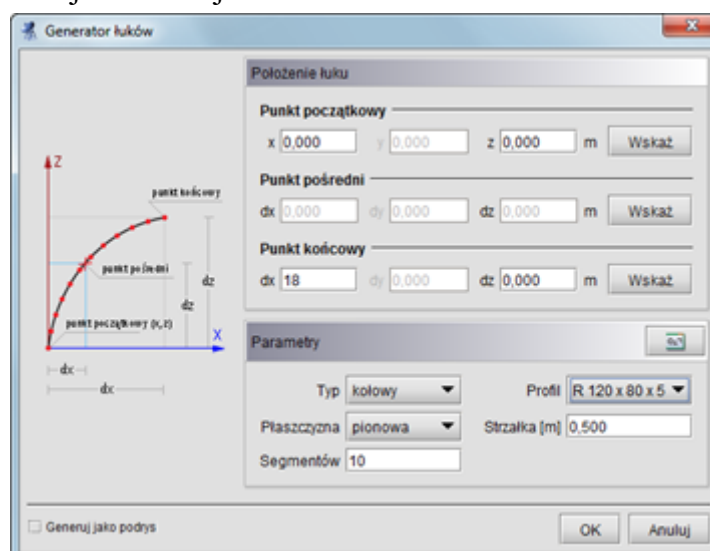 Generator łuków
Położenie łuku
Punkt początkowy
x 0,000 y 0,000 z 0,000 m Wskaż
Punkt pośredni
dx 0,000 dy 0,000 dz 0,000 m Wskaż
Punkt końcowy
dx 18 dy 0,000 dz 0,000 m Wskaż
Z
punkt końcowy
punkt pośredni
dz
dz
punkt początkowy (x, z)
X
dx
dx
Parametry
Typ kołowy Profil R 120 x 80 x 5
Płaszczyzna pionowa Strzałka [m] 0,500
Segmentów 10
Generuj jako podrys OK Anuluj